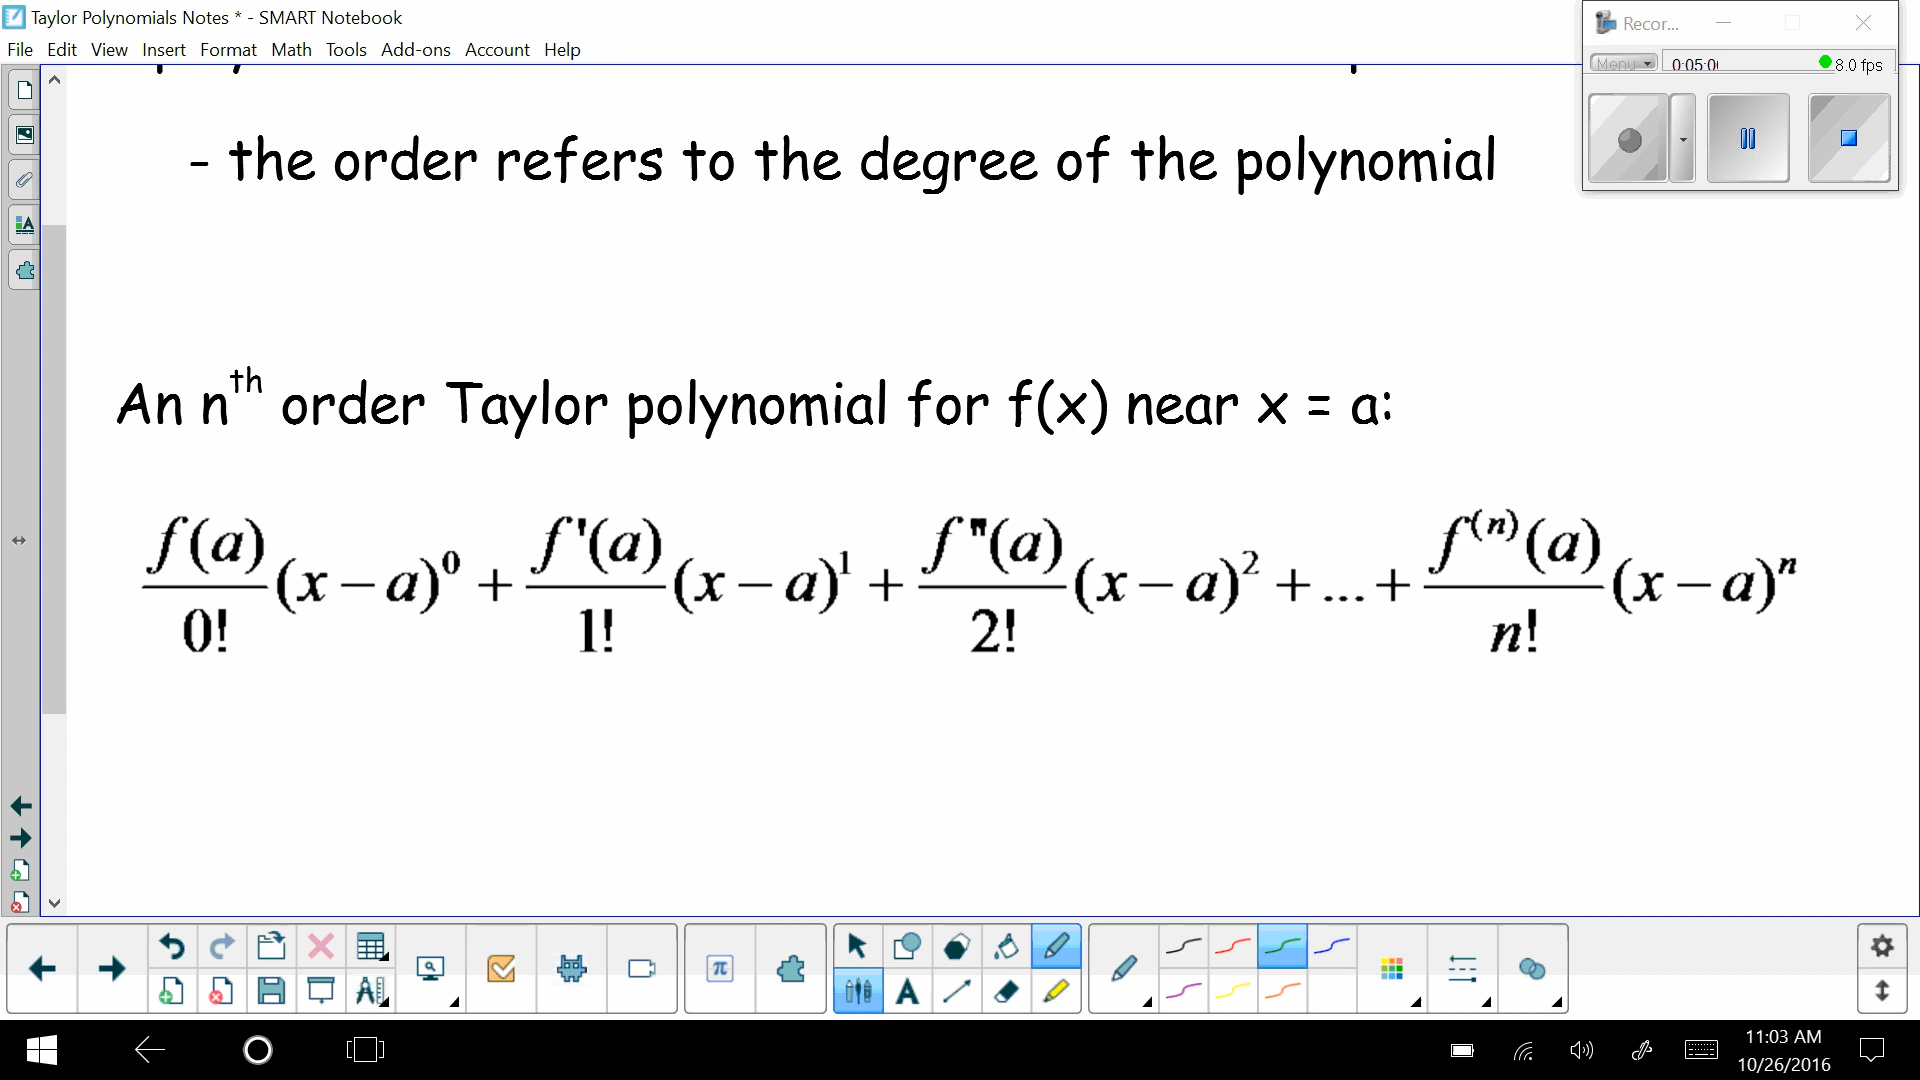 Taylor Polynomials Notes * - SMART Notebook
File Edit View Insert Format Math Tools Add-ons Account Help
Recor...
Menu 0:05:0 8.0 fps
- the order refers to the degree of the polynomial
An nth order Taylor polynomial for f(x) near x = a:
f(a)/0! (x − a)^0 + f'(a)/1! (x − a)^1 + f"(a)/2! (x − a)^2 + ... + f^(n)(a)/n! (x − a)^n
π
A
11:03 AM
10/26/2016